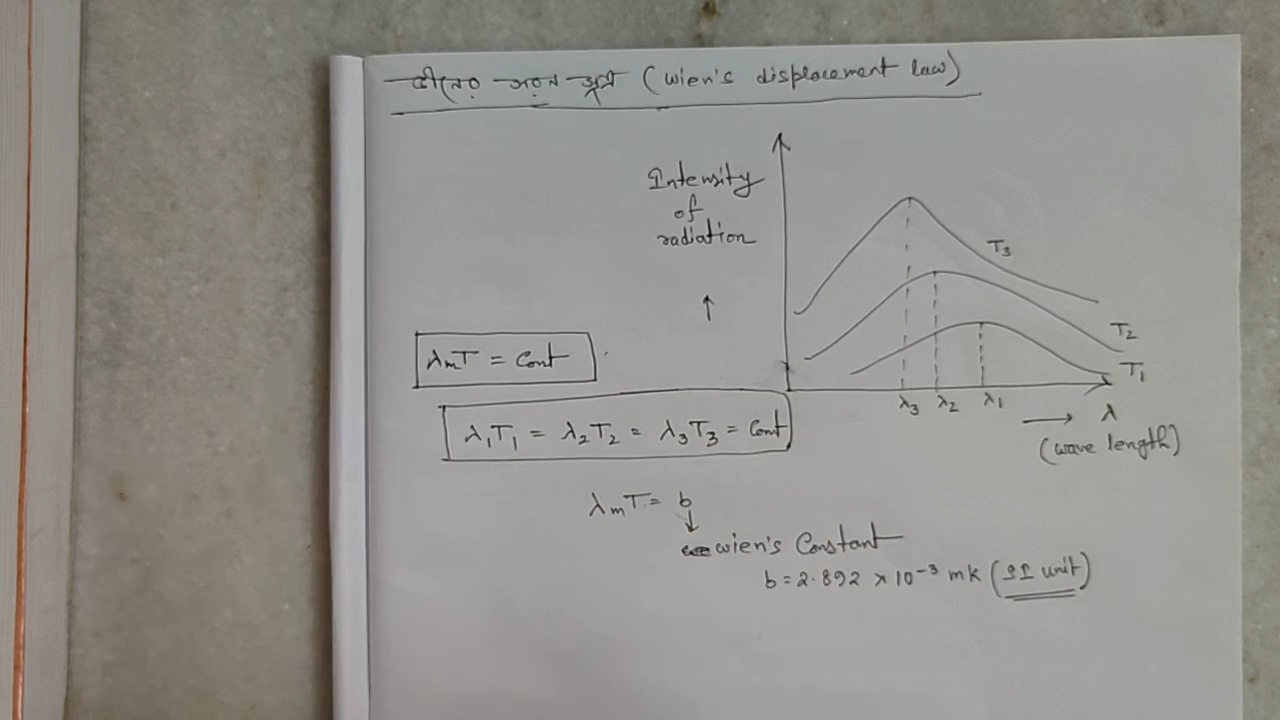 ভীনের সরন সূত্র (Wien's displacement law)
Intensity
of
radiation
↑
T₃
T₂
T₁
λ₃ λ₂ λ₁
→ λ
(wave length)
λₘT = Cont
λ₁T₁ = λ₂T₂ = λ₃T₃ = Cont
λₘT = b
↓
wien's Constant
b = 2.892 × 10⁻³ mk (SI unit)